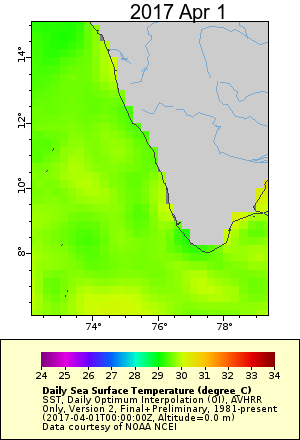 2017 Apr 1
14°
12°
10°
8°
74° 76° 78°
24 25 26 27 28 29 30 31 32 33 34
Daily Sea Surface Temperature (degree_C)
SST, Daily Optimum Interpolation (OI), AVHRR
Only, Version 2, Final+Preliminary, 1981-present
(2017-04-01T00:00:00Z, Altitude=0.0 m)
Data courtesy of NOAA NCEI